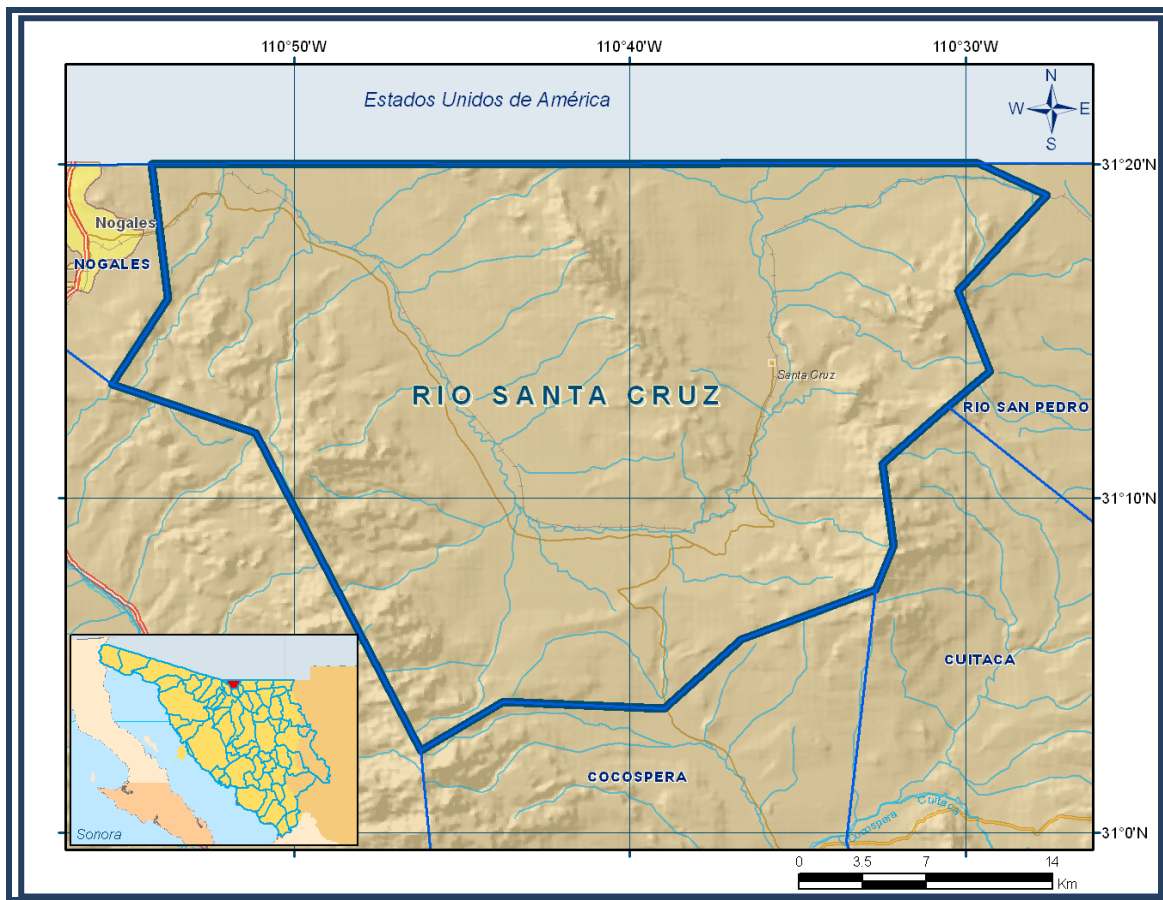 110°50'W
110°40'W
110°30'W
Estados Unidos de América
N
W E
S
31°20'N
Nogales
NOGALES
Santa Cruz
RIO SANTA CRUZ
RIO SAN PEDRO
31°10'N
CUITACA
COCOSPERA
Cuitaca
Cocospera
Sonora
31°0'N
0 3.5 7 14
Km